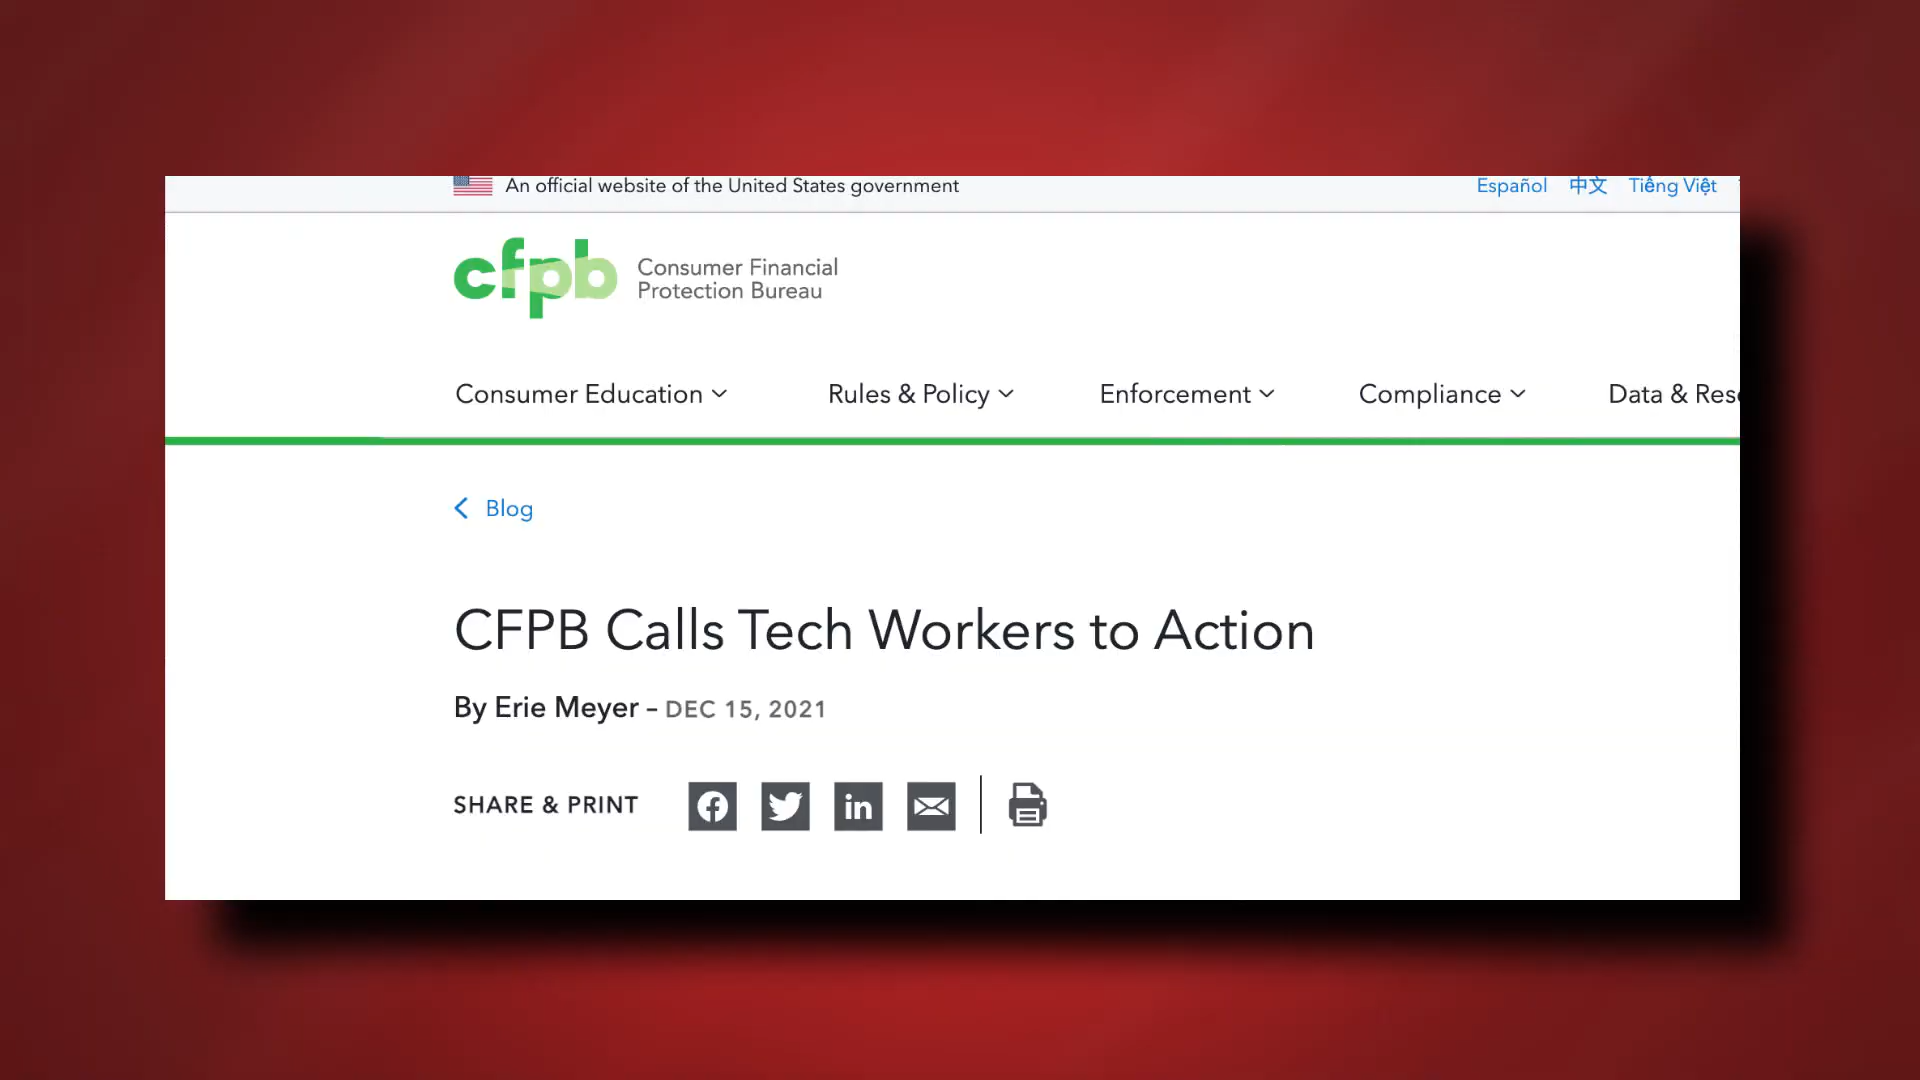 An official website of the United States government
Español 中文 Tiếng Việt
cfpb Consumer Financial
Protection Bureau
Consumer Education Rules & Policy Enforcement Compliance Data & Res
Blog
CFPB Calls Tech Workers to Action
By Erie Meyer – DEC 15, 2021
SHARE & PRINT